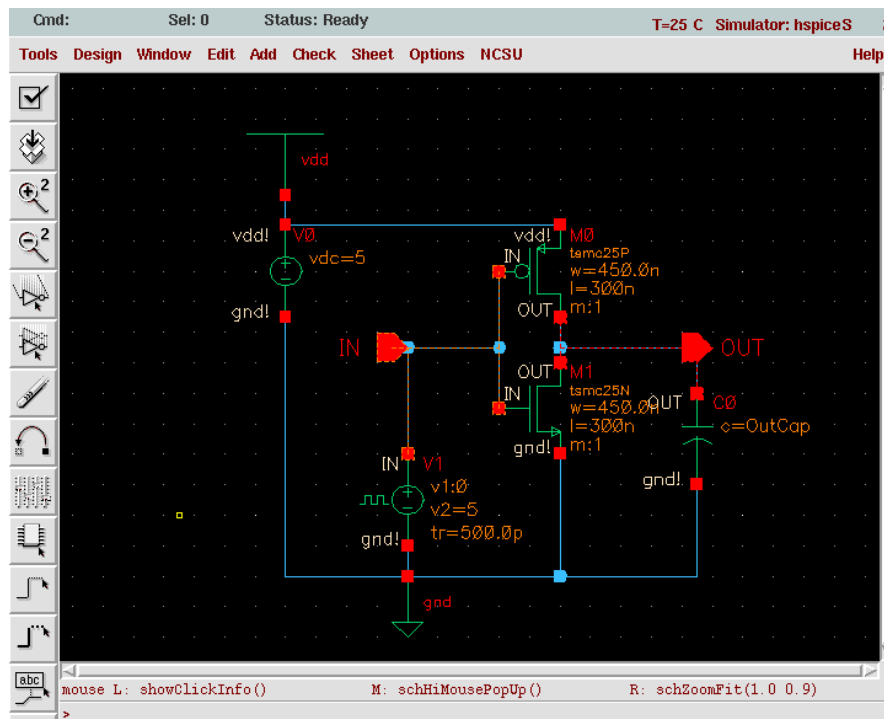 Cmd: Sel: 0 Status: Ready T=25 C Simulator: hspiceS
Tools Design Window Edit Add Check Sheet Options NCSU Help
2
2
abc
vdd
vdd!
V0
vdc=5
gnd!
vdd!
M0
IN
tsmc25P
w=450.0n
l=300n
OUT
m:1
IN
OUT
OUT
M1
IN
tsmc25N
w=450.0n
l=300n
gnd!
m:1
OUT
C0
c=OutCap
gnd!
IN
V1
v1:0
v2=5
gnd!
tr=500.0p
gnd
mouse L: showClickInfo() M: schHiMousePopUp() R: schZoomFit(1.0 0.9)
>